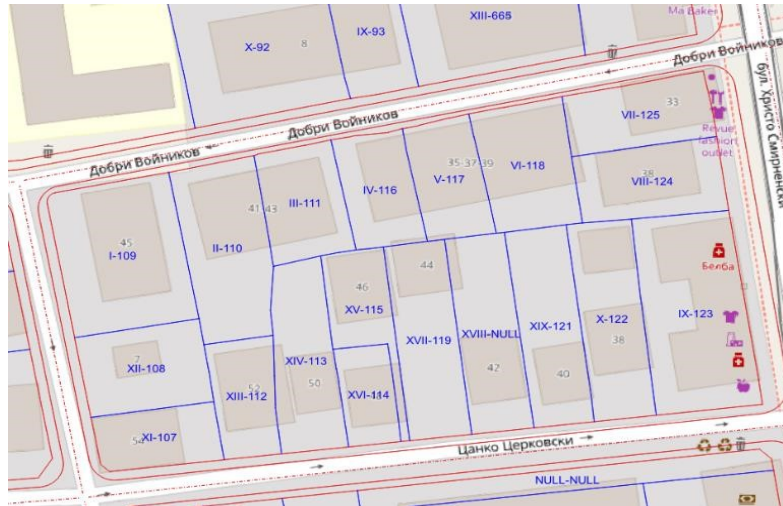 Ma Baker
XIII-665
IX-93
X-92
8
Добри Войников
бул. Христо Смирненски
Добри Войников
Добри Войников
33
VII-125
Revue
fashion
outlet
35-37-39
VI-118
V-117
IV-116
38
VIII-124
41 43
III-111
II-110
45
I-109
44
Белба
46
XV-115
IX-123
X-122
38
XIX-121
XVIII-NULL
XVII-119
7
XII-108
XIV-113
50
42
40
52
XIII-112
XVI-114
54
XI-107
Цанко Церковски
NULL-NULL